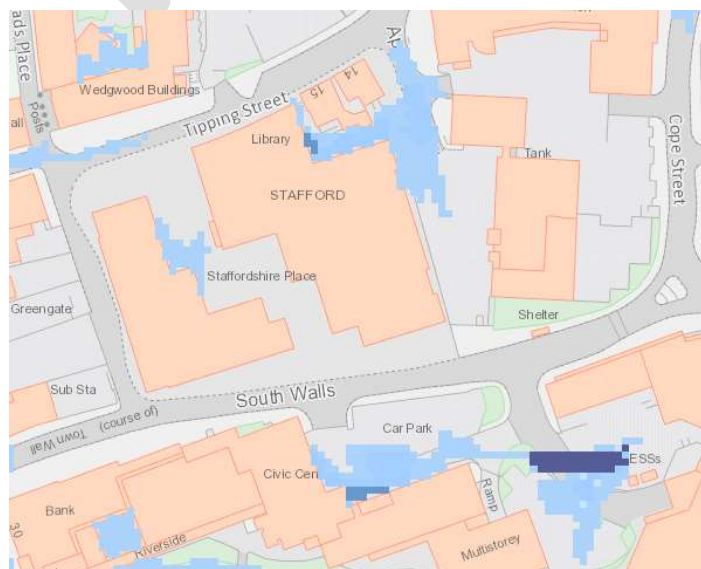 ads Place
Wedgwood Buildings
Posts
all
Tipping Street
15
14
Library
STAFFORD
Tank
Cope Street
Staffordshire Place
Greengate
Shelter
Sub Sta
South Walls
Town Wall
(course of)
Car Park
Civic Cen
ESSs
Ramp
Bank
30
Riverside
Multistorey